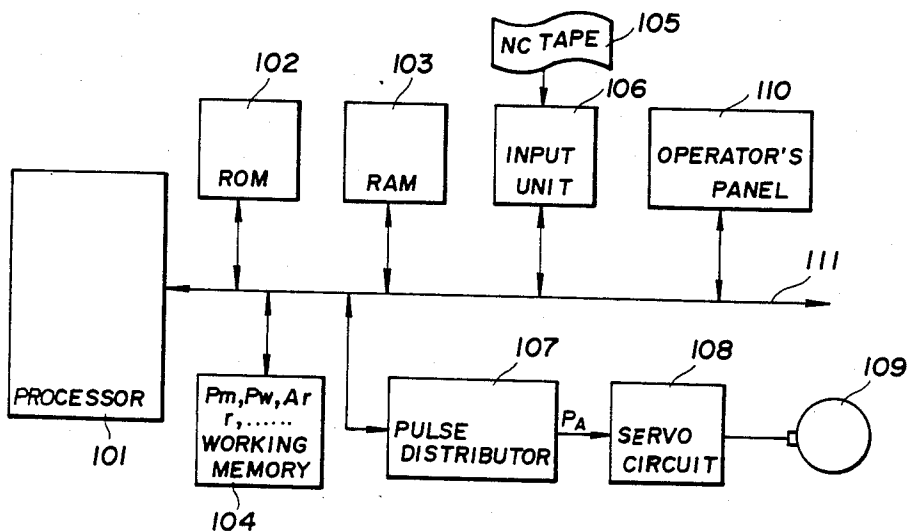 NC TAPE
105
102
103
106
110
ROM
RAM
INPUT
UNIT
OPERATOR'S
PANEL
111
PROCESSOR
101
Pm, Pw, Ar
r, ......
WORKING
MEMORY
104
107
PULSE
DISTRIBUTOR
PA
108
SERVO
CIRCUIT
109